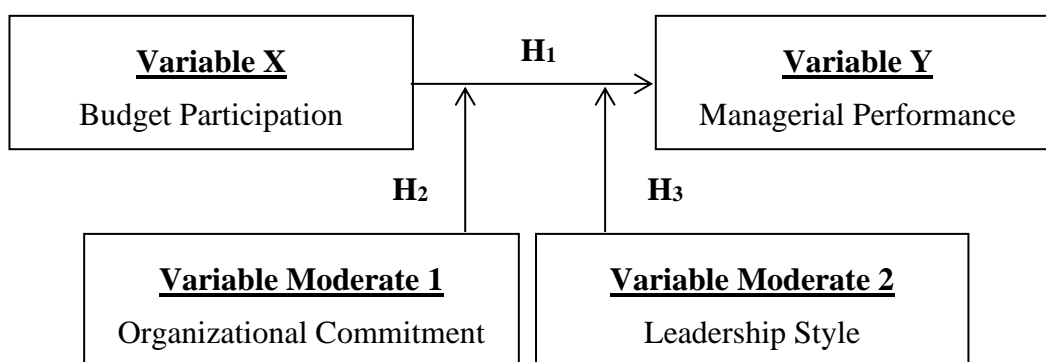 Variable X
Budget Participation
H1
Variable Y
Managerial Performance
H2
H3
Variable Moderate 1
Organizational Commitment
Variable Moderate 2
Leadership Style